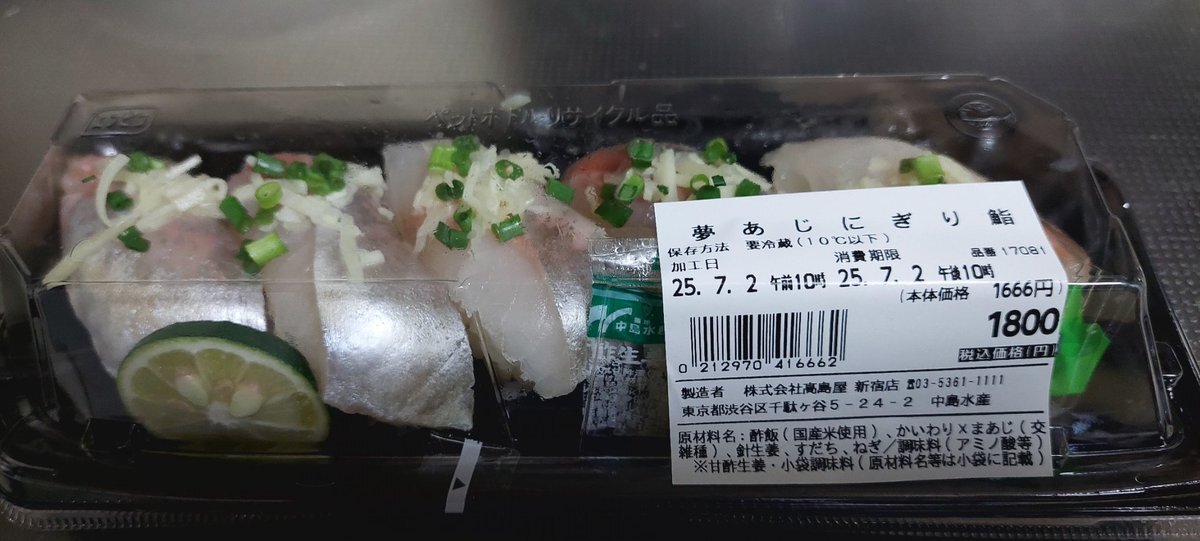 ペットボトルリサイクル品
夢あじにぎり鮨
保存方法 要冷蔵(10℃以下)
加工日 消費期限 品番 17081
25. 7. 2 午前10時 25. 7. 2 午後10時
(本体価格 1666円)
1800
税込価格(円)
0 212970 416662
製造者 株式会社高島屋 新宿店 ☎03-5361-1111
東京都渋谷区千駄ヶ谷5-24-2 中島水産
原材料名:酢飯(国産米使用)、かいわり×まあじ(交
雑種)、針生姜、すだち、ねぎ/調味料(アミノ酸等)
※甘酢生姜・小袋調味料(原材料名等は小袋に記載)
中島水産